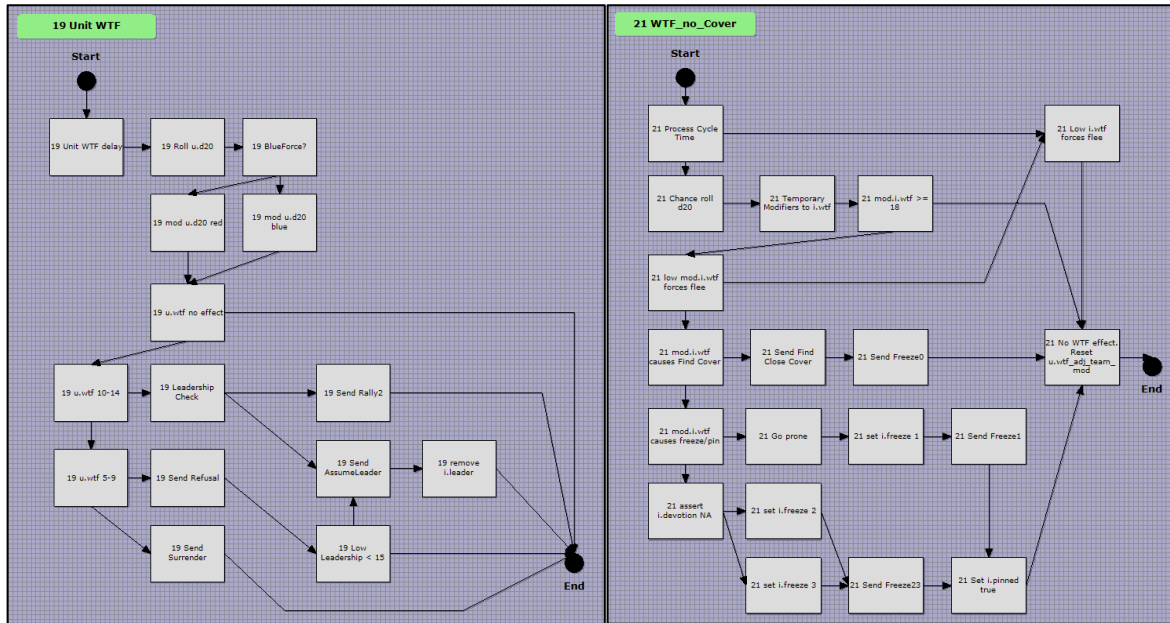 19 Unit WTF
Start
19 Unit WTF delay
19 Roll u.d20
19 BlueForce?
19 mod u.d20 red
19 mod u.d20
blue
19 u.wtf no effect
19 u.wtf 10-14
19 Leadership
Check
19 Send Rally2
19 Send
AssumeLeader
19 remove
i.leader
19 u.wtf 5-9
19 Send Refusal
19 Send
Surrender
19 Low
Leadership < 15
End
21 WTF_no_Cover
Start
21 Process Cycle
Time
21 Low i.wtf
forces flee
21 Chance roll
d20
21 Temporary
Modifiers to i.wtf
21 mod.i.wtf >=
18
21 low mod.i.wtf
forces flee
21 mod.i.wtf
causes Find Cover
21 Send Find
Close Cover
21 Send Freeze0
21 No WTF effect.
Reset
u.wtf_adj_team_
mod
End
21 mod.i.wtf
causes freeze/pin
21 Go prone
21 set i.freeze 1
21 Send Freeze1
21 assert
i.devotion NA
21 set i.freeze 2
21 set i.freeze 3
21 Send Freeze23
21 Set i.pinned
true